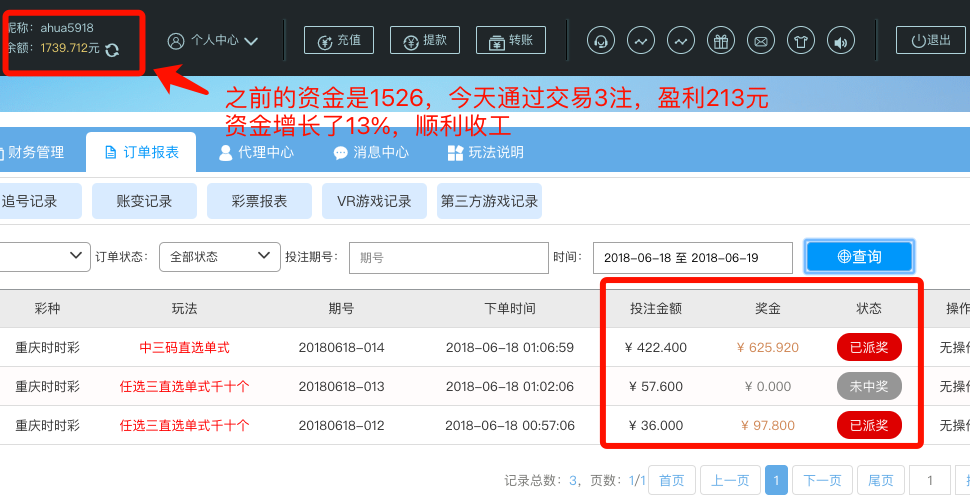 昵称：ahua5918
余额：1739.712元
个人中心
充值
提款
转账
退出
之前的资金是1526，今天通过交易3注，盈利213元
资金增长了13%，顺利收工
财务管理
订单报表
代理中心
消息中心
玩法说明
追号记录
账变记录
彩票报表
VR游戏记录
第三方游戏记录
订单状态： 全部状态 投注期号： 期号 时间： 2018-06-18 至 2018-06-19 查询
彩种 玩法 期号 下单时间 投注金额 奖金 状态 操作
重庆时时彩 中三码直选单式 20180618-014 2018-06-18 01:06:59 ¥ 422.400 ¥ 625.920 已派奖 无操
重庆时时彩 任选三直选单式千十个 20180618-013 2018-06-18 01:02:06 ¥ 57.600 ¥ 0.000 未中奖 无操
重庆时时彩 任选三直选单式千十个 20180618-012 2018-06-18 00:57:06 ¥ 36.000 ¥ 97.800 已派奖 无操
记录总数：3，页数：1/1 首页 上一页 1 下一页 尾页 1